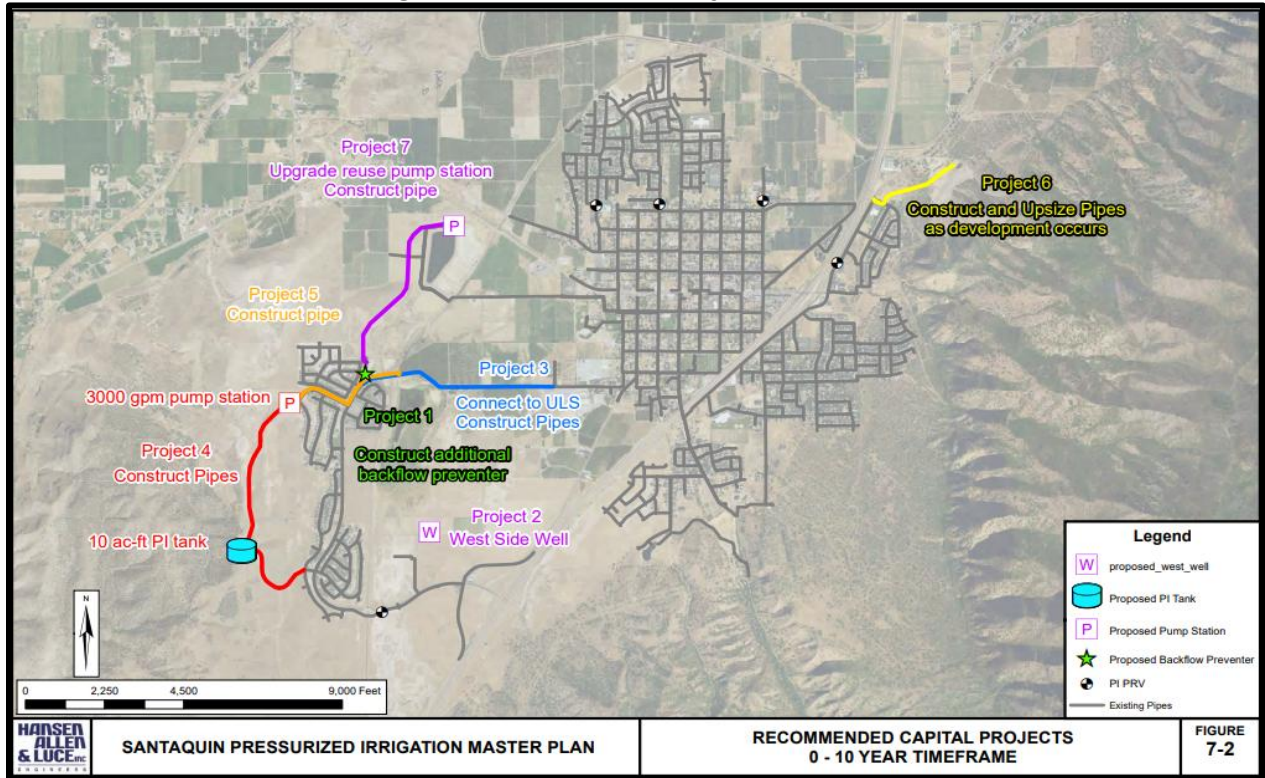 Project 7
Upgrade reuse pump station
Construct pipe
P
Project 6
Construct and Upsize Pipes
as development occurs
Project 5
Construct pipe
Project 3
Connect to ULS
Construct Pipes
3000 gpm pump station
P
Project 1
Construct additional
backflow preventer
Project 4
Construct Pipes
Project 2
W
West Side Well
10 ac-ft PI tank
Legend
W
proposed_west_well
Proposed PI Tank
P
Proposed Pump Station
Proposed Backflow Preventer
PI PRV
Existing Pipes
N
0 2,250 4,500 9,000 Feet
HANSEN
ALLEN
& LUCE INC
ENGINEERS
SANTAQUIN PRESSURIZED IRRIGATION MASTER PLAN
RECOMMENDED CAPITAL PROJECTS
0 - 10 YEAR TIMEFRAME
FIGURE
7-2